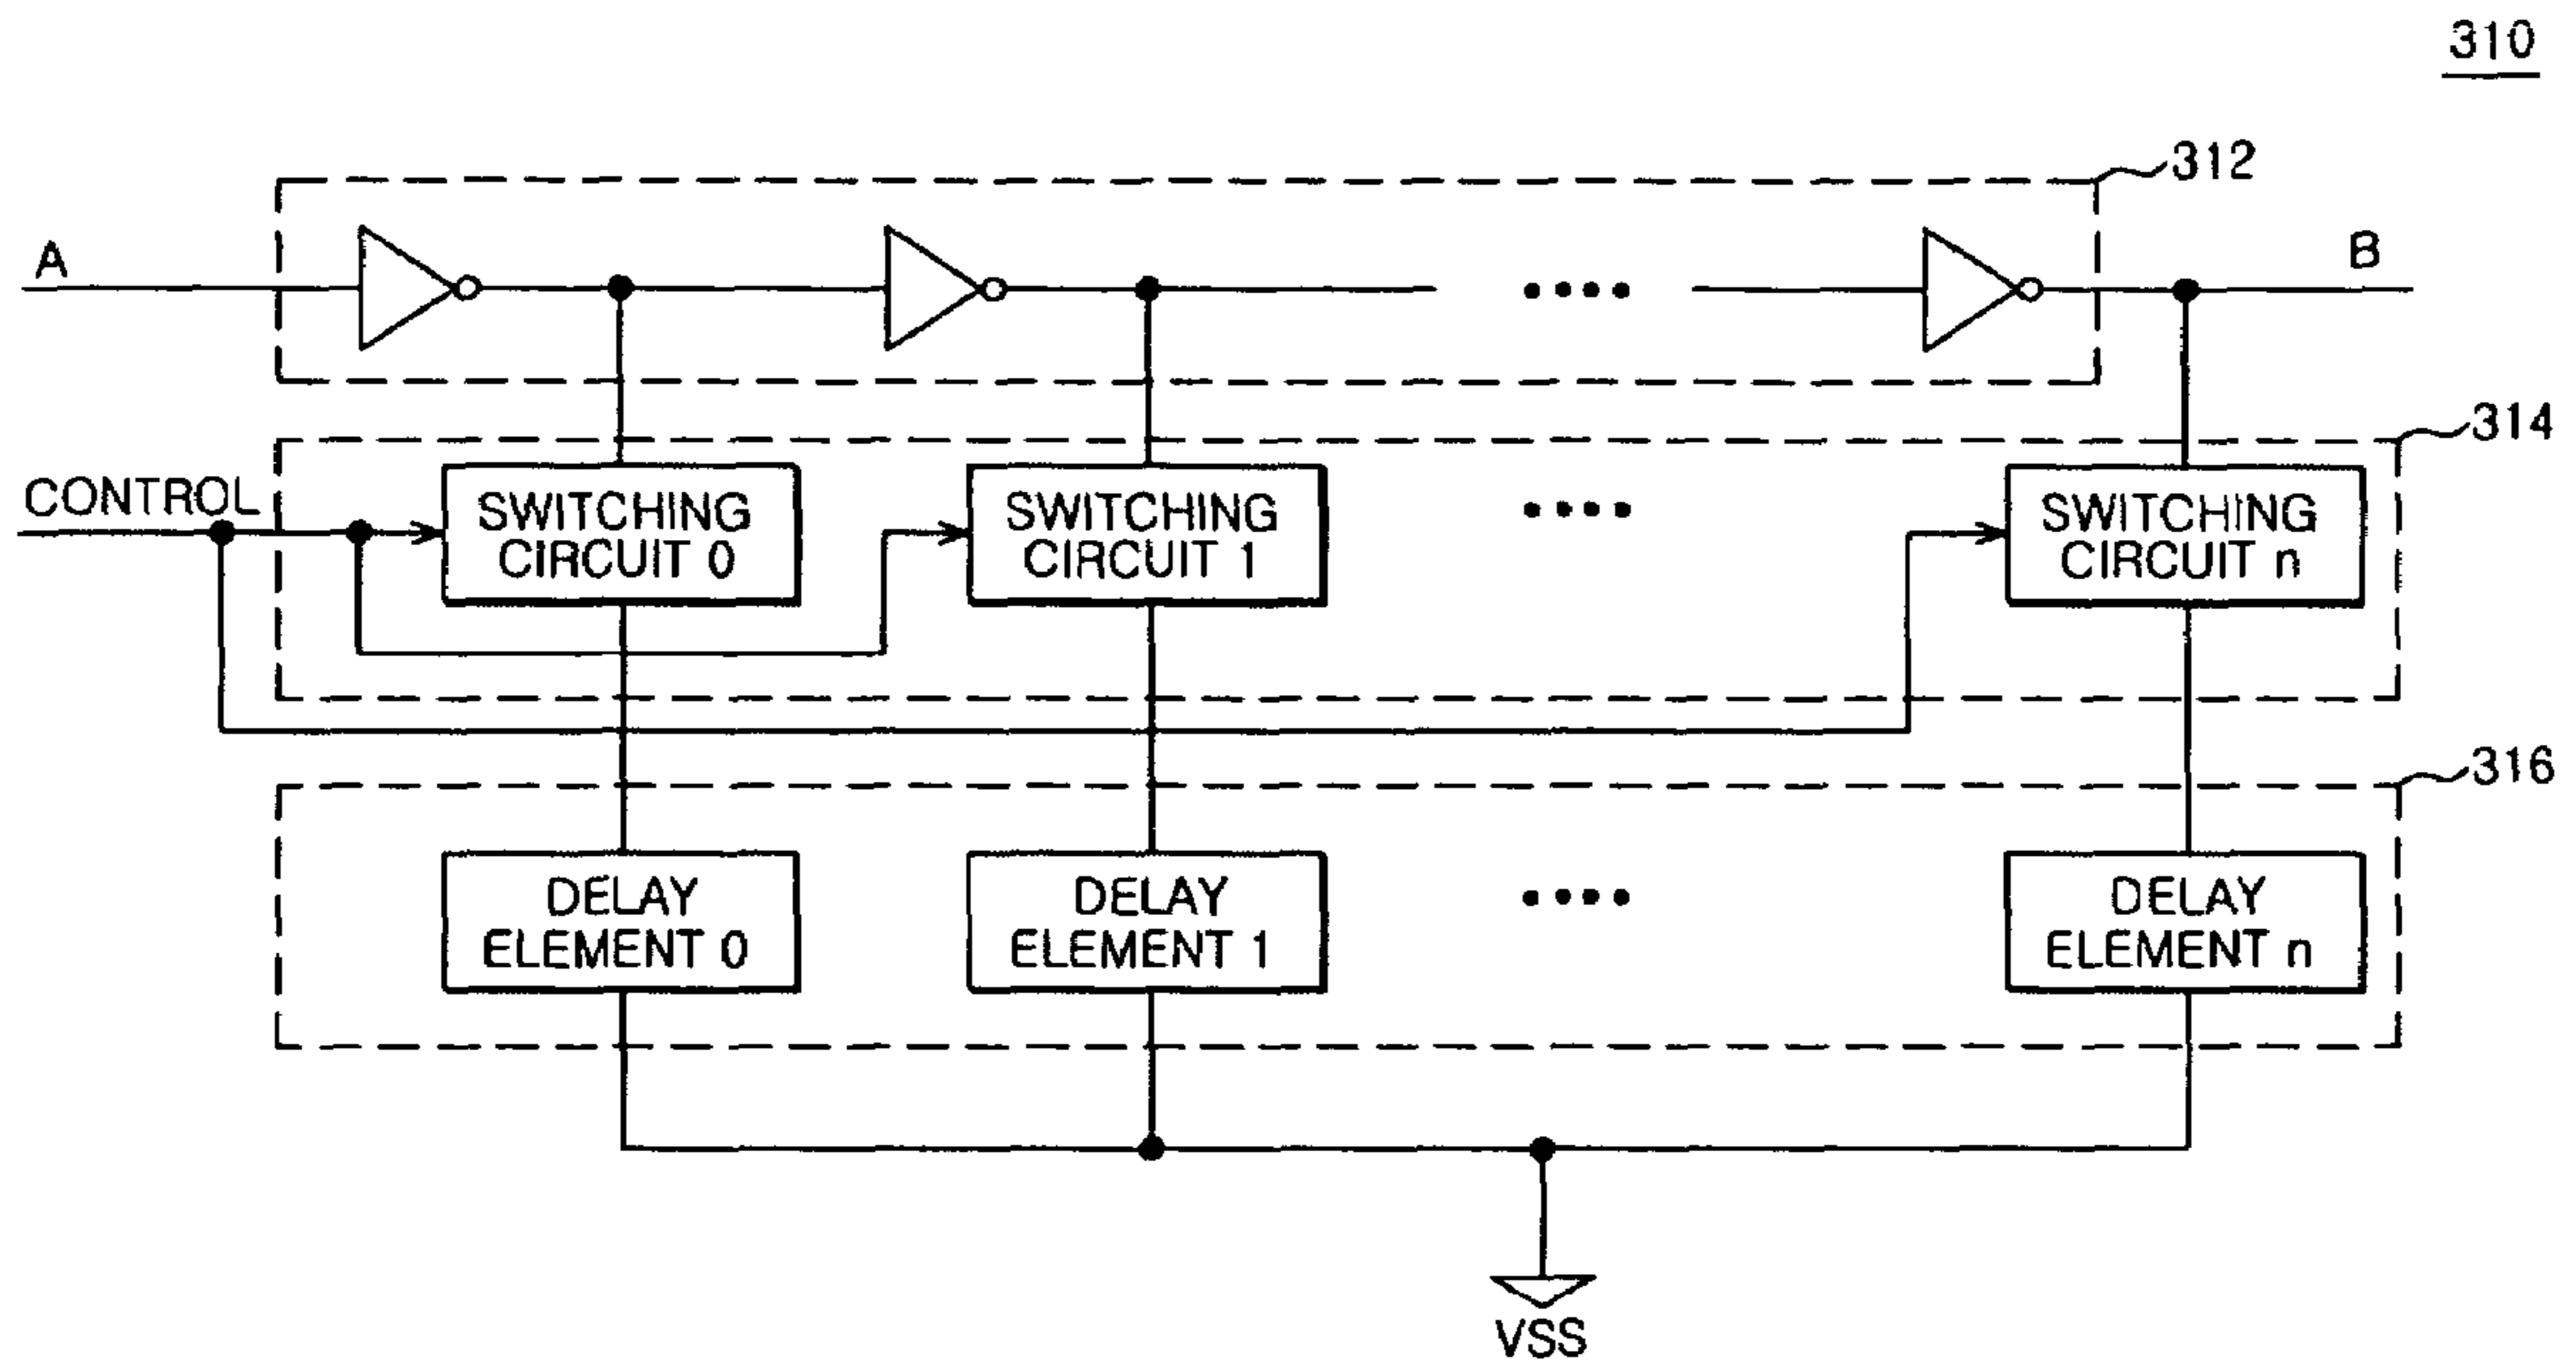 310
312
A
B
314
CONTROL
SWITCHING
CIRCUIT 0
SWITCHING
CIRCUIT 1
SWITCHING
CIRCUIT n
316
DELAY
ELEMENT 0
DELAY
ELEMENT 1
DELAY
ELEMENT n
VSS